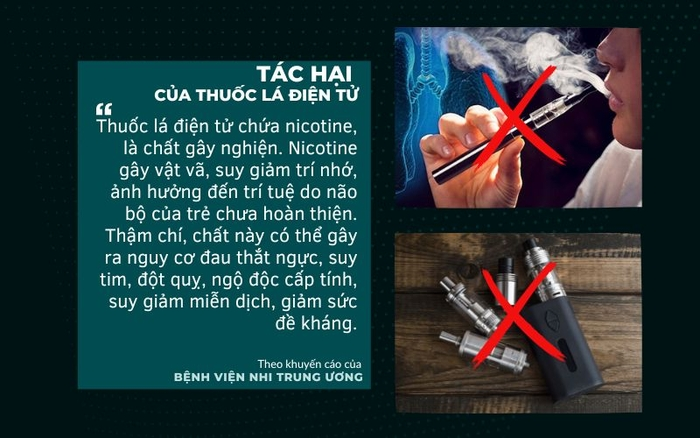 TÁC HẠI
CỦA THUỐC LÁ ĐIỆN TỬ
“
Thuốc lá điện tử chứa nicotine,
là chất gây nghiện. Nicotine
gây vật vã, suy giảm trí nhớ,
ảnh hưởng đến trí tuệ do não
bộ của trẻ chưa hoàn thiện.
Thậm chí, chất này có thể gây
ra nguy cơ đau thắt ngực, suy
tim, đột quỵ, ngộ độc cấp tính,
suy giảm miễn dịch, giảm sức
đề kháng.
Theo khuyến cáo của
BỆNH VIỆN NHI TRUNG ƯƠNG